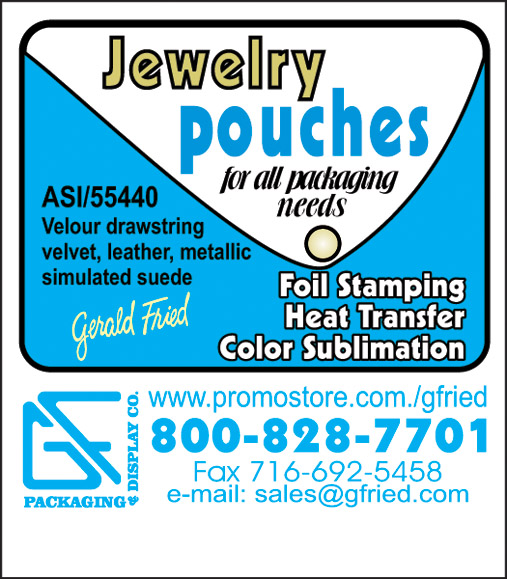 Jewelry
pouches
for all packaging
needs
ASI/55440
Velour drawstring
velvet, leather, metallic
simulated suede
Gerald Fried
Foil Stamping
Heat Transfer
Color Sublimation
GF
PACKAGING & DISPLAY CO.
www.promostore.com./gfried
800-828-7701
Fax 716-692-5458
e-mail: sales@gfried.com